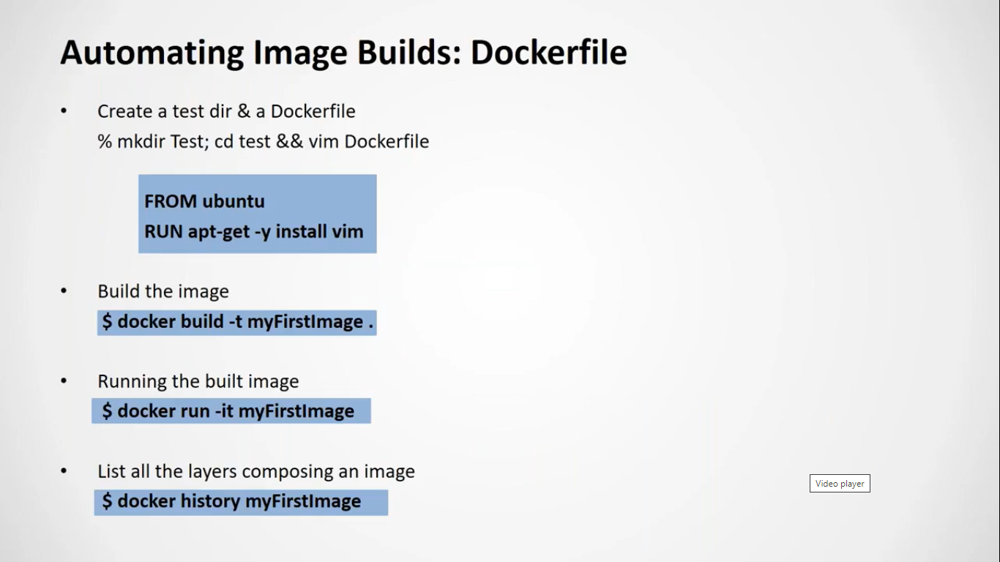 Automating Image Builds: Dockerfile
• Create a test dir & a Dockerfile
% mkdir Test; cd test && vim Dockerfile
FROM ubuntu
RUN apt-get -y install vim
• Build the image
$ docker build -t myFirstImage .
• Running the built image
$ docker run -it myFirstImage
• List all the layers composing an image
$ docker history myFirstImage
Video player